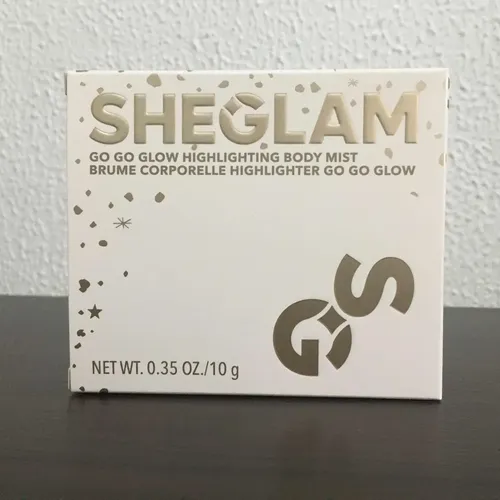 SHEGLAM
GO GO GLOW HIGHLIGHTING BODY MIST
BRUME CORPORELLE HIGHLIGHTER GO GO GLOW
GS
NET WT. 0.35 OZ./10 g